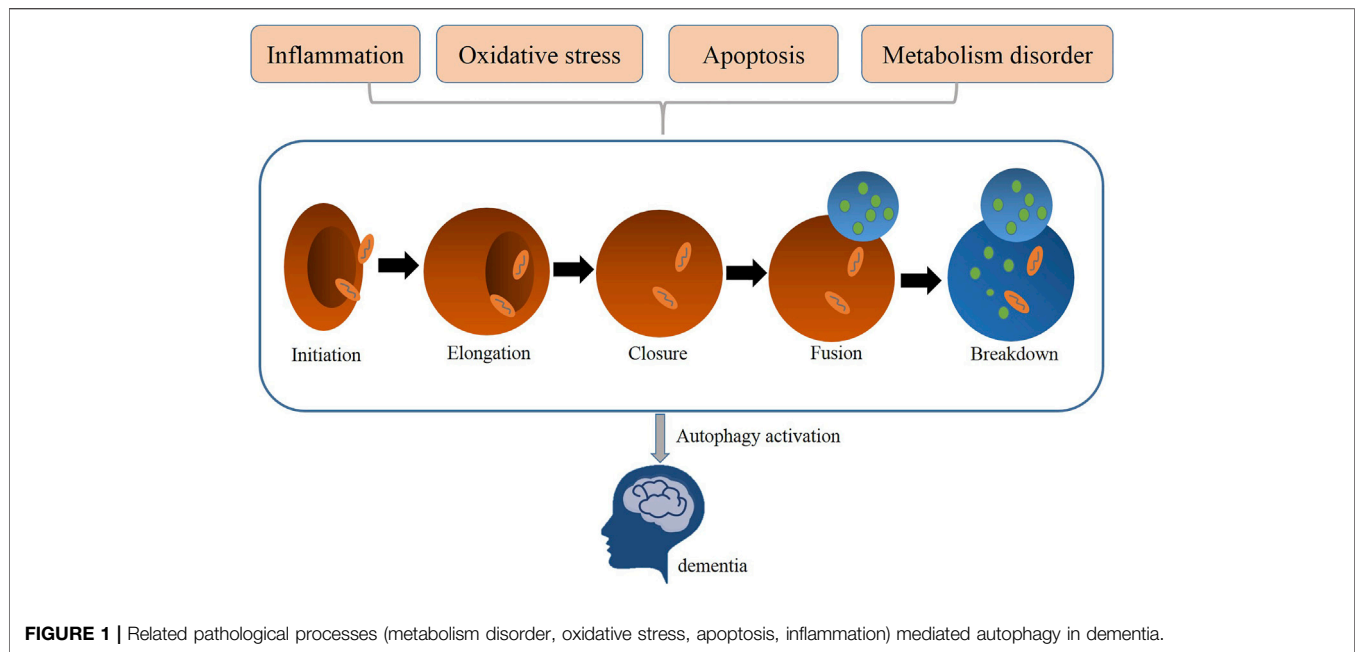 Inflammation Oxidative stress Apoptosis Metabolism disorder
Initiation Elongation Closure Fusion Breakdown
Autophagy activation
dementia
FIGURE 1 | Related pathological processes (metabolism disorder, oxidative stress, apoptosis, inflammation) mediated autophagy in dementia.